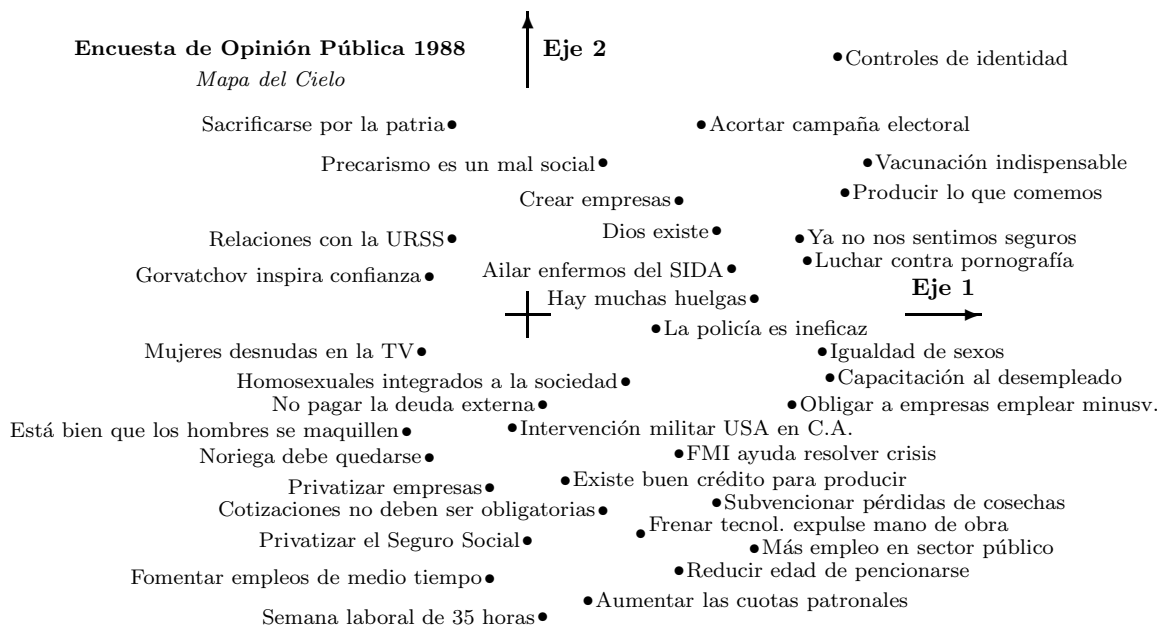 Encuesta de Opinión Pública 1988
Eje 2
Mapa del Cielo
Controles de identidad
Sacrificarse por la patria
Acortar campaña electoral
Precarismo es un mal social
Vacunación indispensable
Crear empresas
Producir lo que comemos
Dios existe
Relaciones con la URSS
Ya no nos sentimos seguros
Gorvatchov inspira confianza
Ailar enfermos del SIDA
Luchar contra pornografía
Hay muchas huelgas
Eje 1
La policía es ineficaz
Mujeres desnudas en la TV
Igualdad de sexos
Homosexuales integrados a la sociedad
Capacitación al desempleado
No pagar la deuda externa
Obligar a empresas emplear minusv.
Está bien que los hombres se maquillen
Intervención militar USA en C.A.
Noriega debe quedarse
FMI ayuda resolver crisis
Privatizar empresas
Existe buen crédito para producir
Cotizaciones no deben ser obligatorias
Subvencionar pérdidas de cosechas
Frenar tecnol. expulse mano de obra
Privatizar el Seguro Social
Más empleo en sector público
Fomentar empleos de medio tiempo
Reducir edad de pencionarse
Aumentar las cuotas patronales
Semana laboral de 35 horas